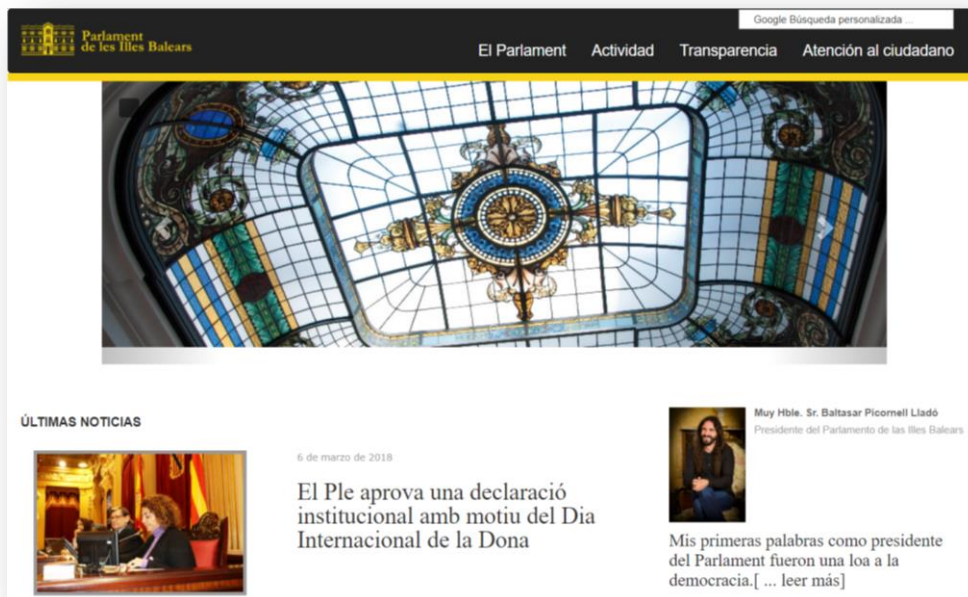 Parlament
de les Illes Balears
Google Búsqueda personalizada ...
El Parlament Actividad Transparencia Atención al ciudadano
ÚLTIMAS NOTICIAS
6 de marzo de 2018
El Ple aprova una declaració
institucional amb motiu del Dia
Internacional de la Dona
Muy Hble. Sr. Baltasar Picornell Lladó
Presidente del Parlamento de las Illes Balears
Mis primeras palabras como presidente
del Parlament fueron una loa a la
democracia.[ ... leer más]